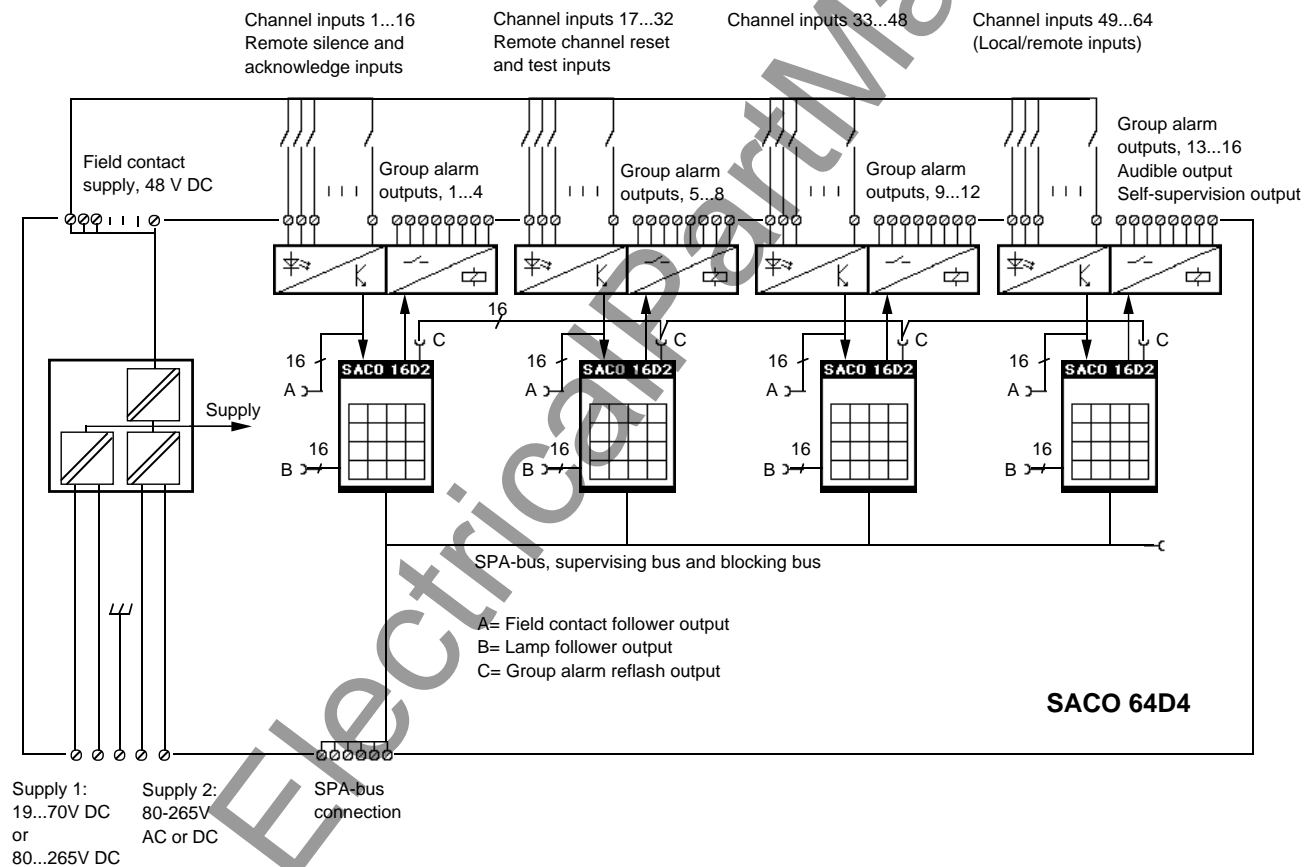 Channel inputs 1...16
Remote silence and
acknowledge inputs
Channel inputs 17...32
Remote channel reset
and test inputs
Channel inputs 33...48
Channel inputs 49...64
(Local/remote inputs)
Field contact
supply, 48 V DC
Group alarm
outputs, 1...4
Group alarm
outputs, 5...8
Group alarm
outputs, 9...12
Group alarm
outputs, 13...16
Audible output
Self-supervision output
16
C
C
C
C
16
16
16
16
SACO 16D2
SACO 16D2
SACO 16D2
SACO 16D2
A
A
A
A
Supply
16
16
16
16
B
B
B
B
SPA-bus, supervising bus and blocking bus
A= Field contact follower output
B= Lamp follower output
C= Group alarm reflash output
SACO 64D4
Supply 1:
19...70V DC
or
80...265V DC
Supply 2:
80-265V
AC or DC
SPA-bus
connection